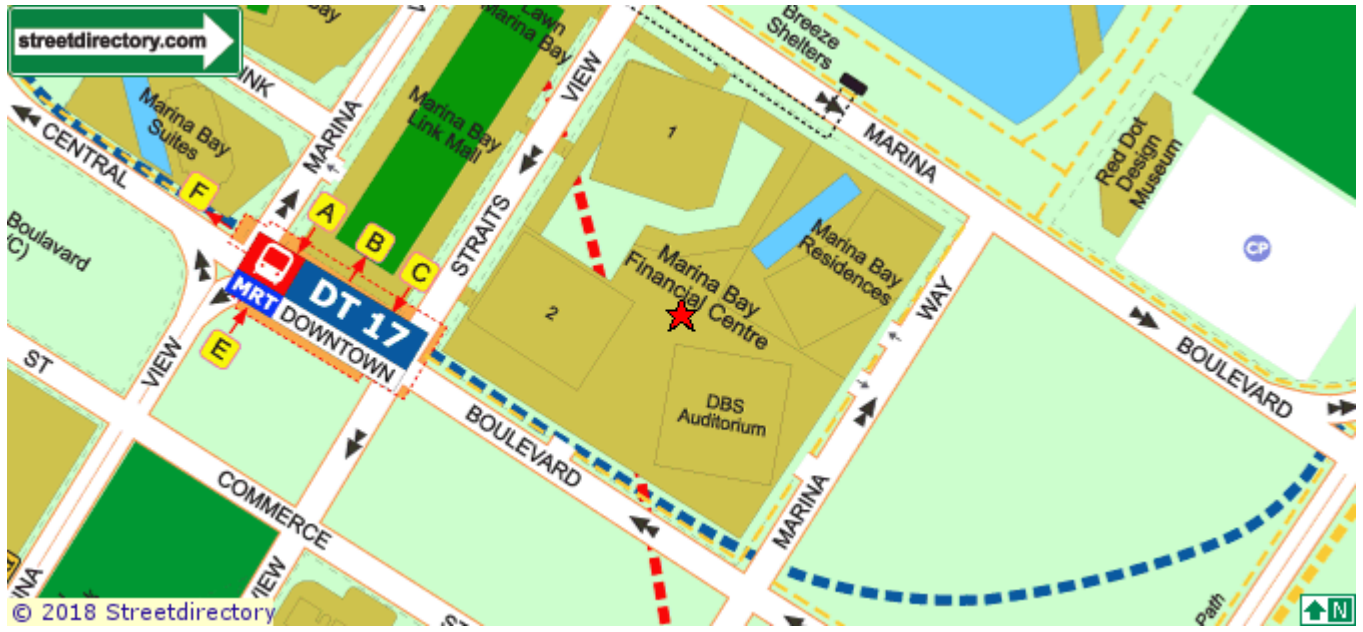 streetdirectory.com
Lawn
Marina Bay
Bay
INK
MARINA
VIEW
Breeze
Shelters
Marina Bay
Suites
Marina Bay
Link Mall
1
MARINA
Red Dot
Design
Museum
CENTRAL
F
A
B
C
STRAITS
Marina Bay
Residences
CP
Boulevard
/C)
Marina Bay
Financial Centre
DT 17
MRT DOWNTOWN
E
2
WAY
ST
VIEW
BOULEVARD
DBS
Auditorium
BOULEVARD
COMMERCE
MARINA
INA
VIEW
ST
Path
© 2018 Streetdirectory
N